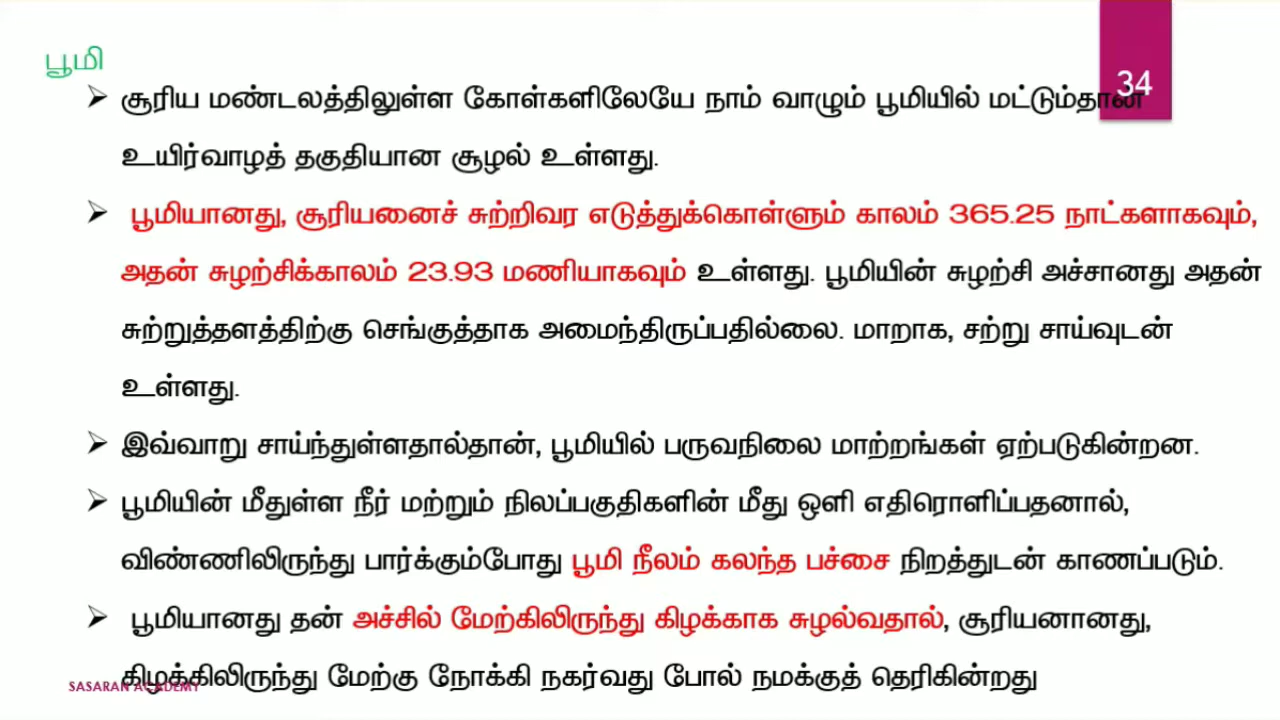 34
பூமி
சூரிய மண்டலத்திலுள்ள கோள்களிலேயே நாம் வாழும் பூமியில் மட்டும்தான்
உயிர்வாழத் தகுதியான சூழல் உள்ளது.
பூமியானது, சூரியனைச் சுற்றிவர எடுத்துக்கொள்ளும் காலம் 365.25 நாட்களாகவும்,
அதன் சுழற்சிக்காலம் 23.93 மணியாகவும் உள்ளது. பூமியின் சுழற்சி அச்சானது அதன்
சுற்றுத்தளத்திற்கு செங்குத்தாக அமைந்திருப்பதில்லை. மாறாக, சற்று சாய்வுடன்
உள்ளது.
இவ்வாறு சாய்ந்துள்ளதால்தான், பூமியில் பருவநிலை மாற்றங்கள் ஏற்படுகின்றன.
பூமியின் மீதுள்ள நீர் மற்றும் நிலப்பகுதிகளின் மீது ஒளி எதிரொளிப்பதனால்,
விண்ணிலிருந்து பார்க்கும்போது பூமி நீலம் கலந்த பச்சை நிறத்துடன் காணப்படும்.
பூமியானது தன் அச்சில் மேற்கிலிருந்து கிழக்காக சுழல்வதால், சூரியனானது,
கிழக்கிலிருந்து மேற்கு நோக்கி நகர்வது போல் நமக்குத் தெரிகின்றது
SASARAN ACADEMY